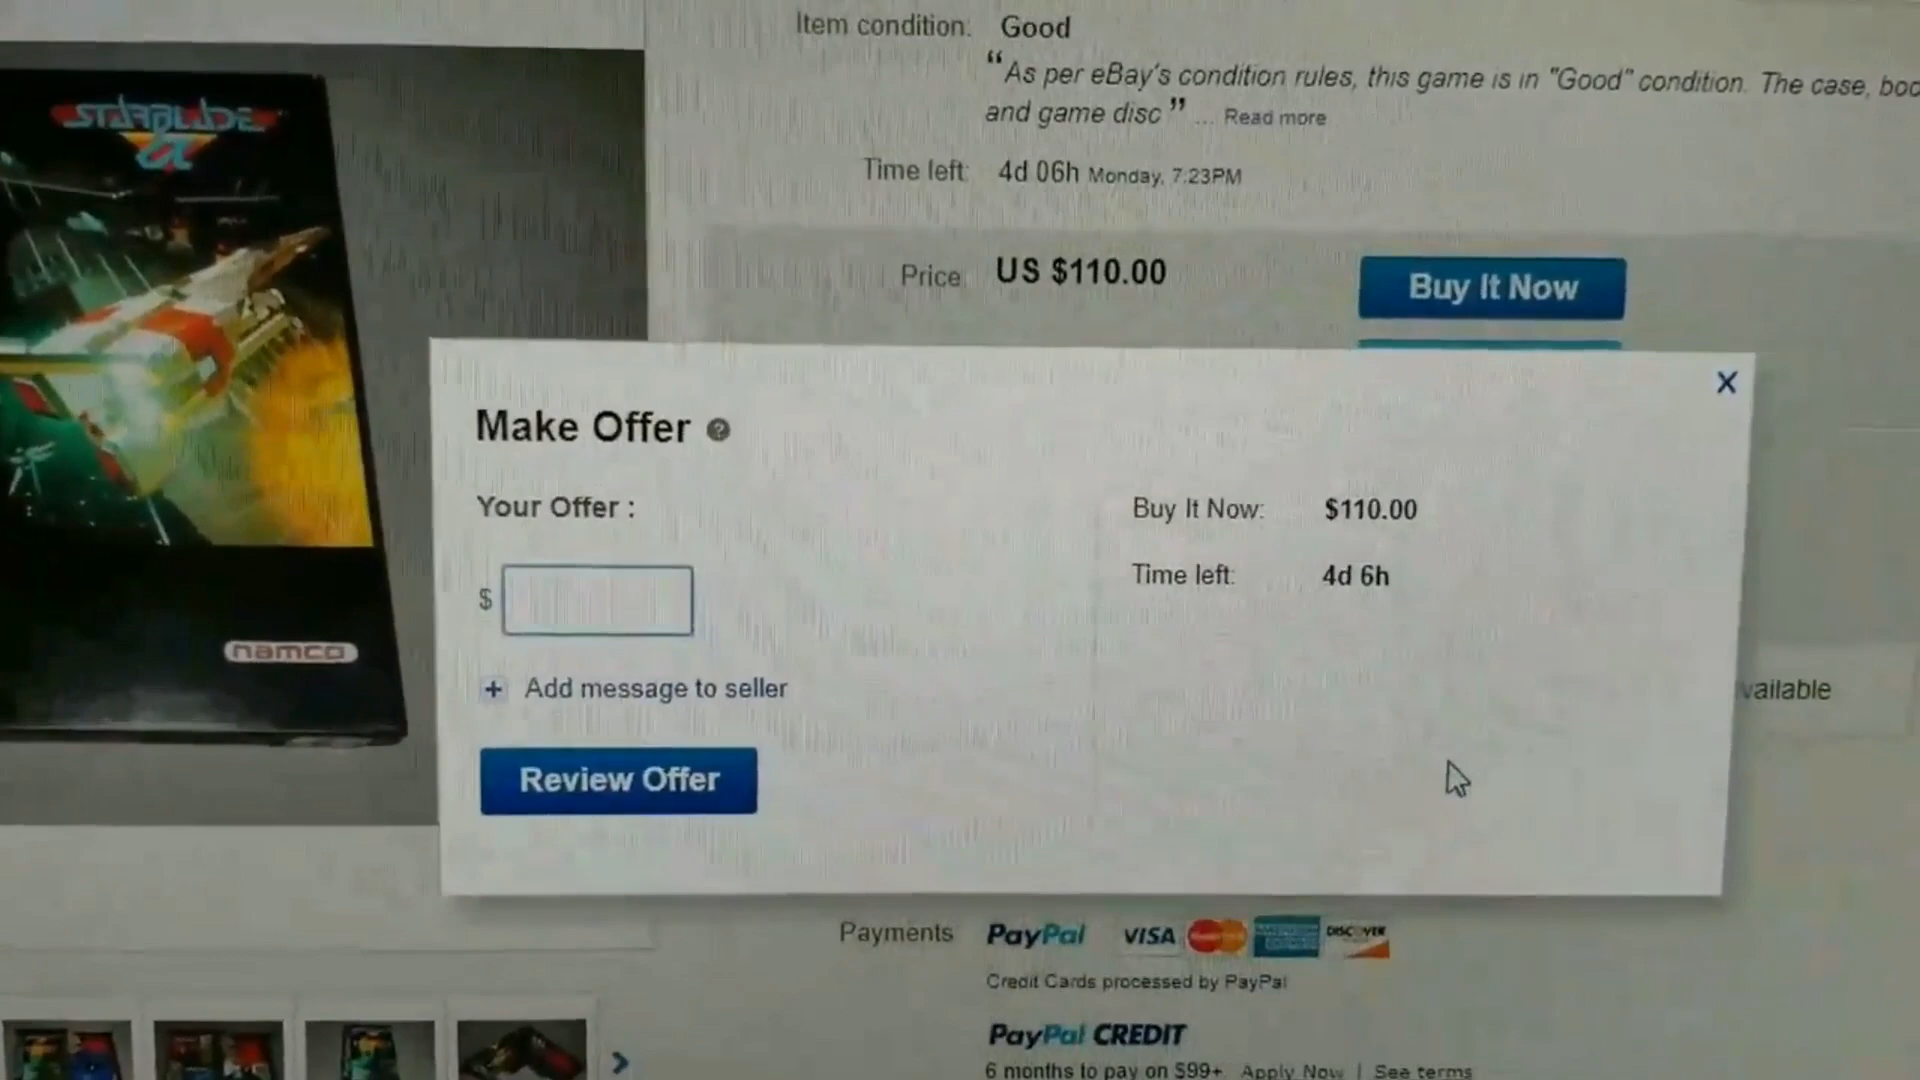 Item condition: Good
“As per eBay's condition rules, this game is in "Good" condition. The case,
and game disc” ... Read more
Time left: 4d 06h Monday, 7:23PM
STARBLADE
α
Price: US $110.00
Buy It Now
X
Make Offer ?
Your Offer :
Buy It Now: $110.00
$
Time left: 4d 6h
namco
+ Add message to seller
vailable
Review Offer
Payments PayPal VISA MasterCard AMERICAN EXPRESS DISCOVER
Credit Cards processed by PayPal
PayPal CREDIT
6 months to pay on $99+. Apply Now | See terms